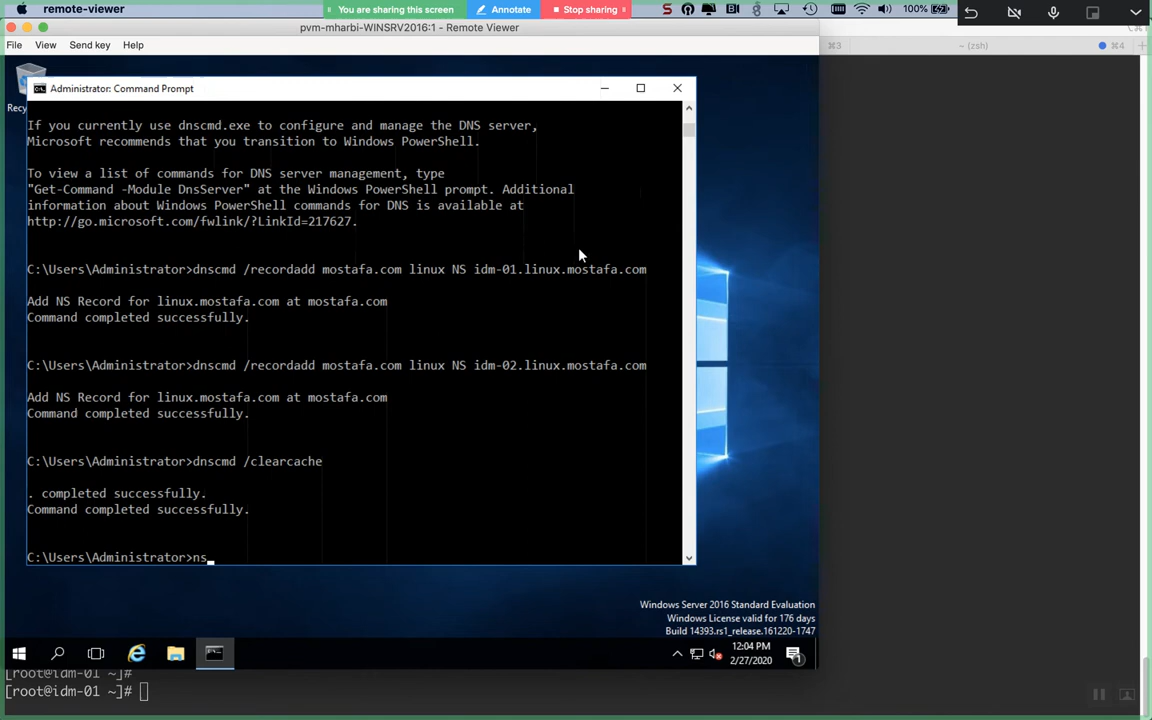 remote-viewer
You are sharing this screen
Annotate
Stop sharing
100%
pvm-mharbi-WINSRV2016:1 - Remote Viewer
File View Send key Help
⌘3
~ (zsh)
⌘4
Recy
Administrator: Command Prompt
If you currently use dnscmd.exe to configure and manage the DNS server,
Microsoft recommends that you transition to Windows PowerShell.
To view a list of commands for DNS server management, type
"Get-Command -Module DnsServer" at the Windows PowerShell prompt. Additional
information about Windows PowerShell commands for DNS is available at
http://go.microsoft.com/fwlink/?LinkId=217627.
C:\Users\Administrator>dnscmd /recordadd mostafa.com linux NS idm-01.linux.mostafa.com
Add NS Record for linux.mostafa.com at mostafa.com
Command completed successfully.
C:\Users\Administrator>dnscmd /recordadd mostafa.com linux NS idm-02.linux.mostafa.com
Add NS Record for linux.mostafa.com at mostafa.com
Command completed successfully.
C:\Users\Administrator>dnscmd /clearcache
. completed successfully.
Command completed successfully.
C:\Users\Administrator>ns_
Windows Server 2016 Standard Evaluation
Windows License valid for 176 days
Build 14393.rs1_release.161220-1747
12:04 PM
2/27/2020
1
[root@idm-01 ~]#
[root@idm-01 ~]#